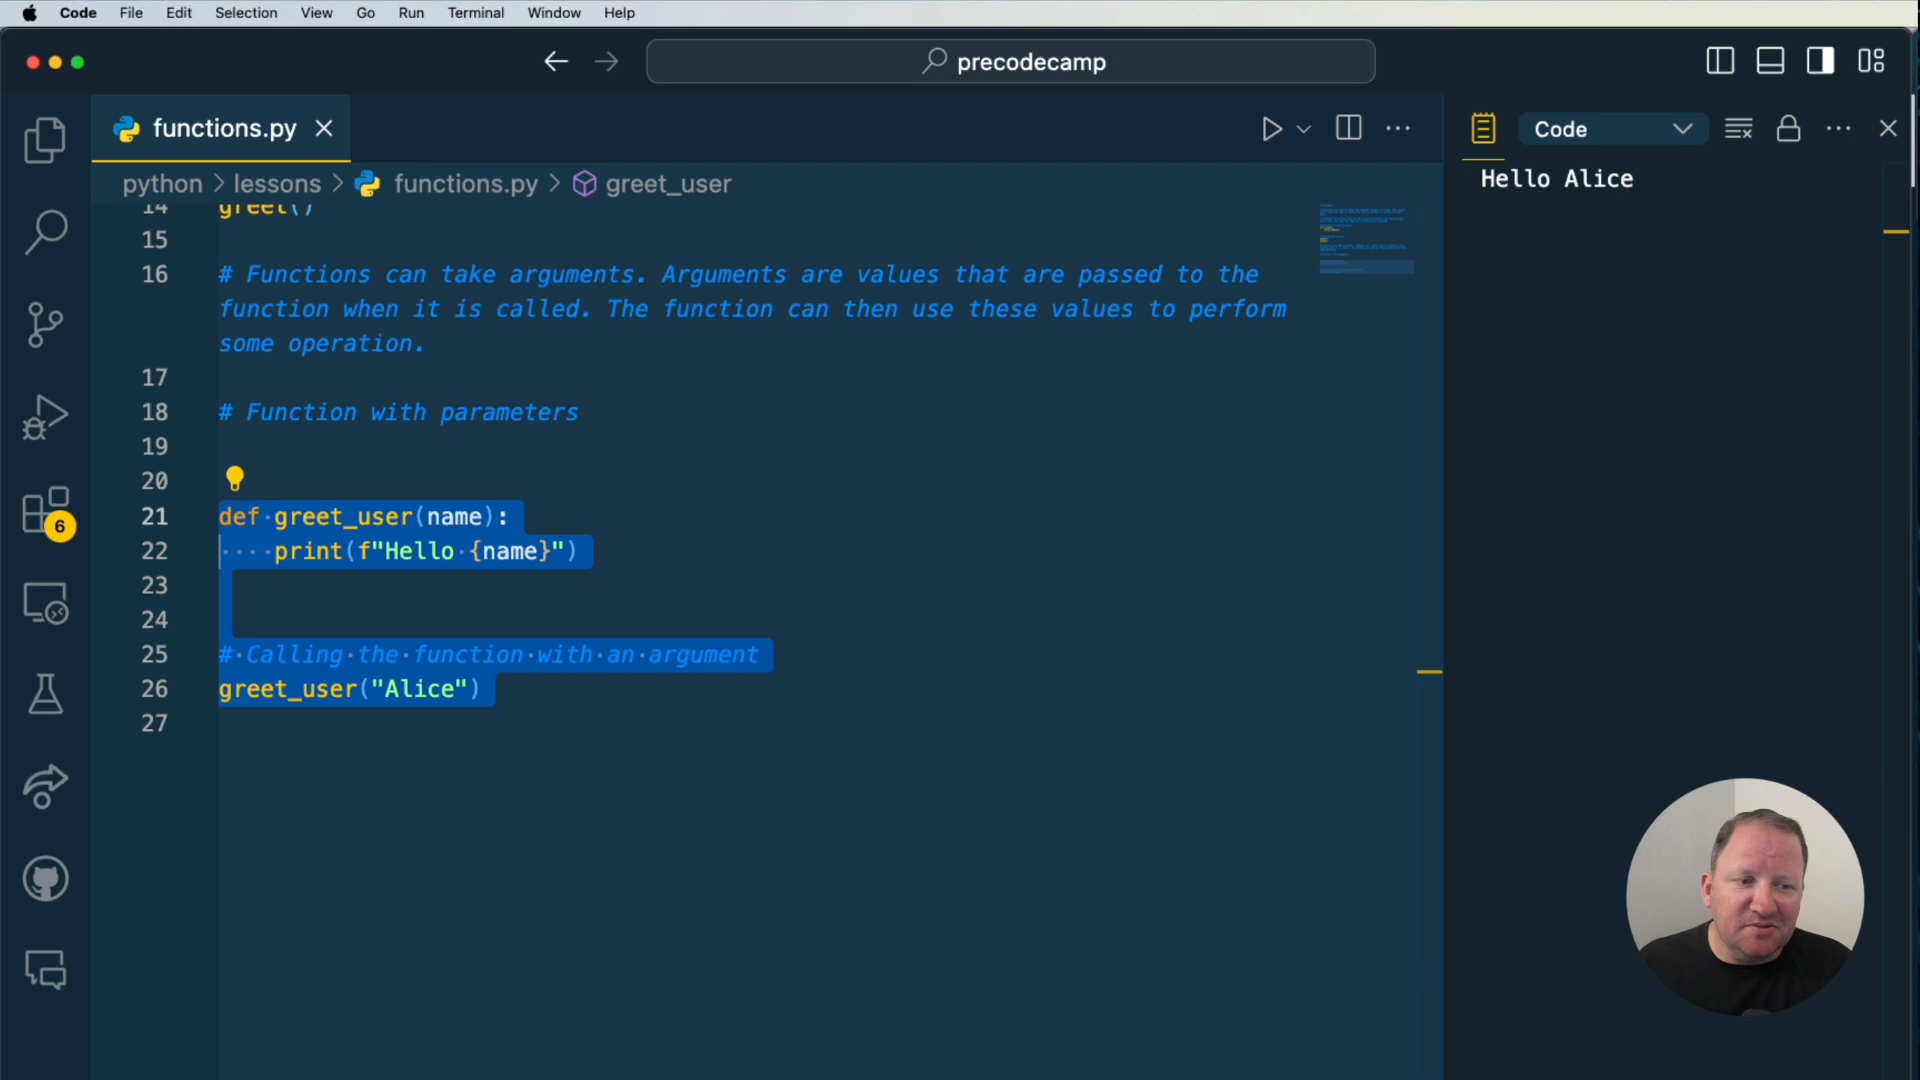 Code File Edit Selection View Go Run Terminal Window Help
precodecamp
functions.py
Code
python > lessons > functions.py > greet_user
Hello Alice
14 greet()
15
16 # Functions can take arguments. Arguments are values that are passed to the
function when it is called. The function can then use these values to perform
some operation.
17
18 # Function with parameters
19
20
21 def greet_user(name):
22 print(f"Hello {name}")
23
24
25 # Calling the function with an argument
26 greet_user("Alice")
27
6